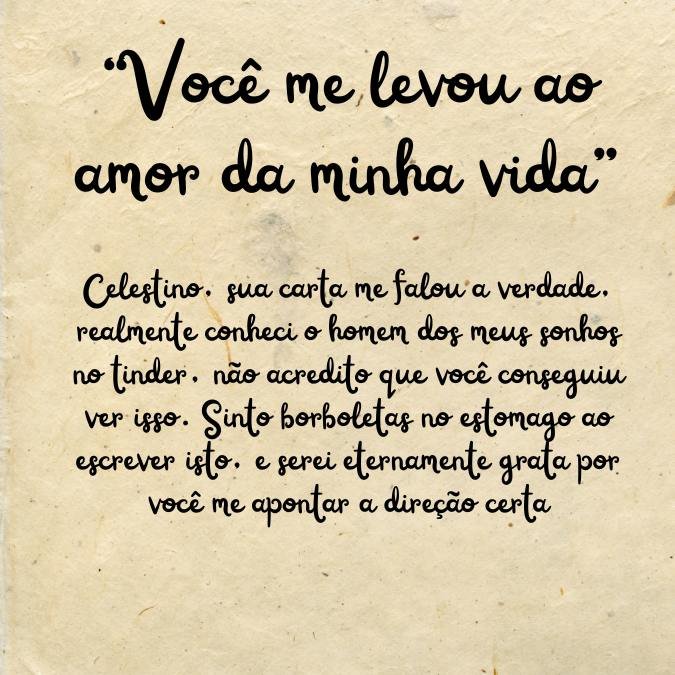 “Você me levou ao
amor da minha vida”
Celestino, sua carta me falou a verdade,
realmente conheci o homem dos meus sonhos
no tinder, não acredito que você conseguiu
ver isso. Sinto borboletas no estomago ao
escrever isto, e serei eternamente grata por
você me apontar a direção certa